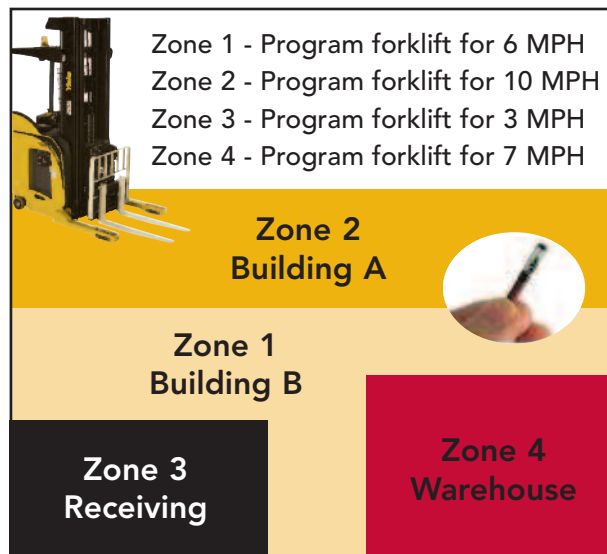 Zone 1 - Program forklift for 6 MPH
Zone 2 - Program forklift for 10 MPH
Zone 3 - Program forklift for 3 MPH
Zone 4 - Program forklift for 7 MPH
Zone 2
Building A
Zone 1
Building B
Zone 3
Receiving
Zone 4
Warehouse